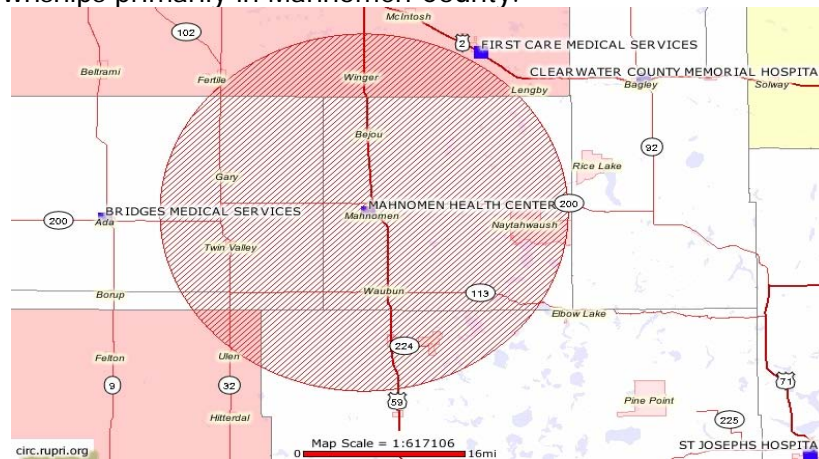 wnships primarily in Mahnomen County.
McIntosh
102
2
FIRST CARE MEDICAL SERVICES
Beltrami
Fertile
Winger
CLEARWATER COUNTY MEMORIAL HOSPITA
Lengby
Bagley
Solway
Bejou
92
Rice Lake
Gary
200
BRIDGES MEDICAL SERVICES
Ada
MAHNOMEN HEALTH CENTER
Mahnomen
200
Naytahwaush
Twin Valley
Borup
Waubun
113
Elbow Lake
224
Felton
Ulen
9
32
59
71
Pine Point
Hitterdal
225
ST JOSEPHS HOSPITA
circ.rupri.org
Map Scale = 1:617106
0 16mi